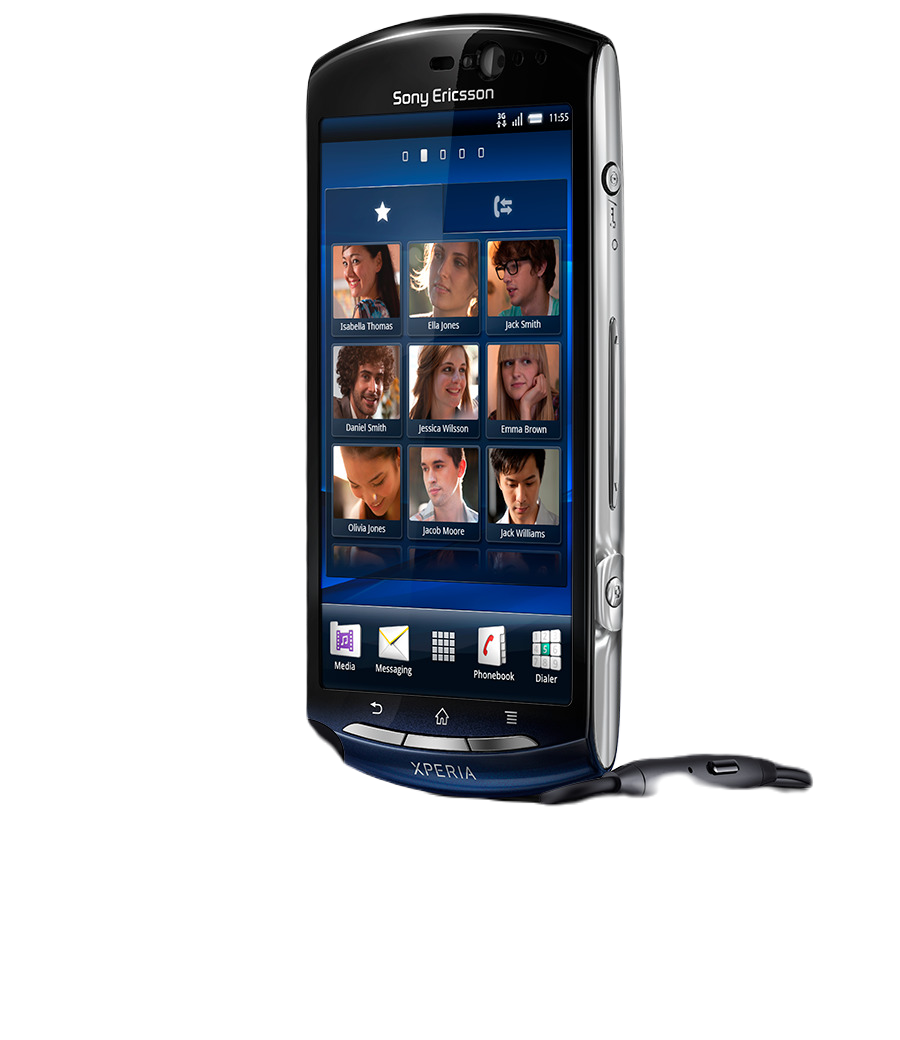 Sony Ericsson
3G 11:55
Isabella Thomas Ella Jones Jack Smith
Daniel Smith Jessica Wilsson Emma Brown
Olivia Jones Jacob Moore Jack Williams
Media Messaging Phonebook Dialer
XPERIA